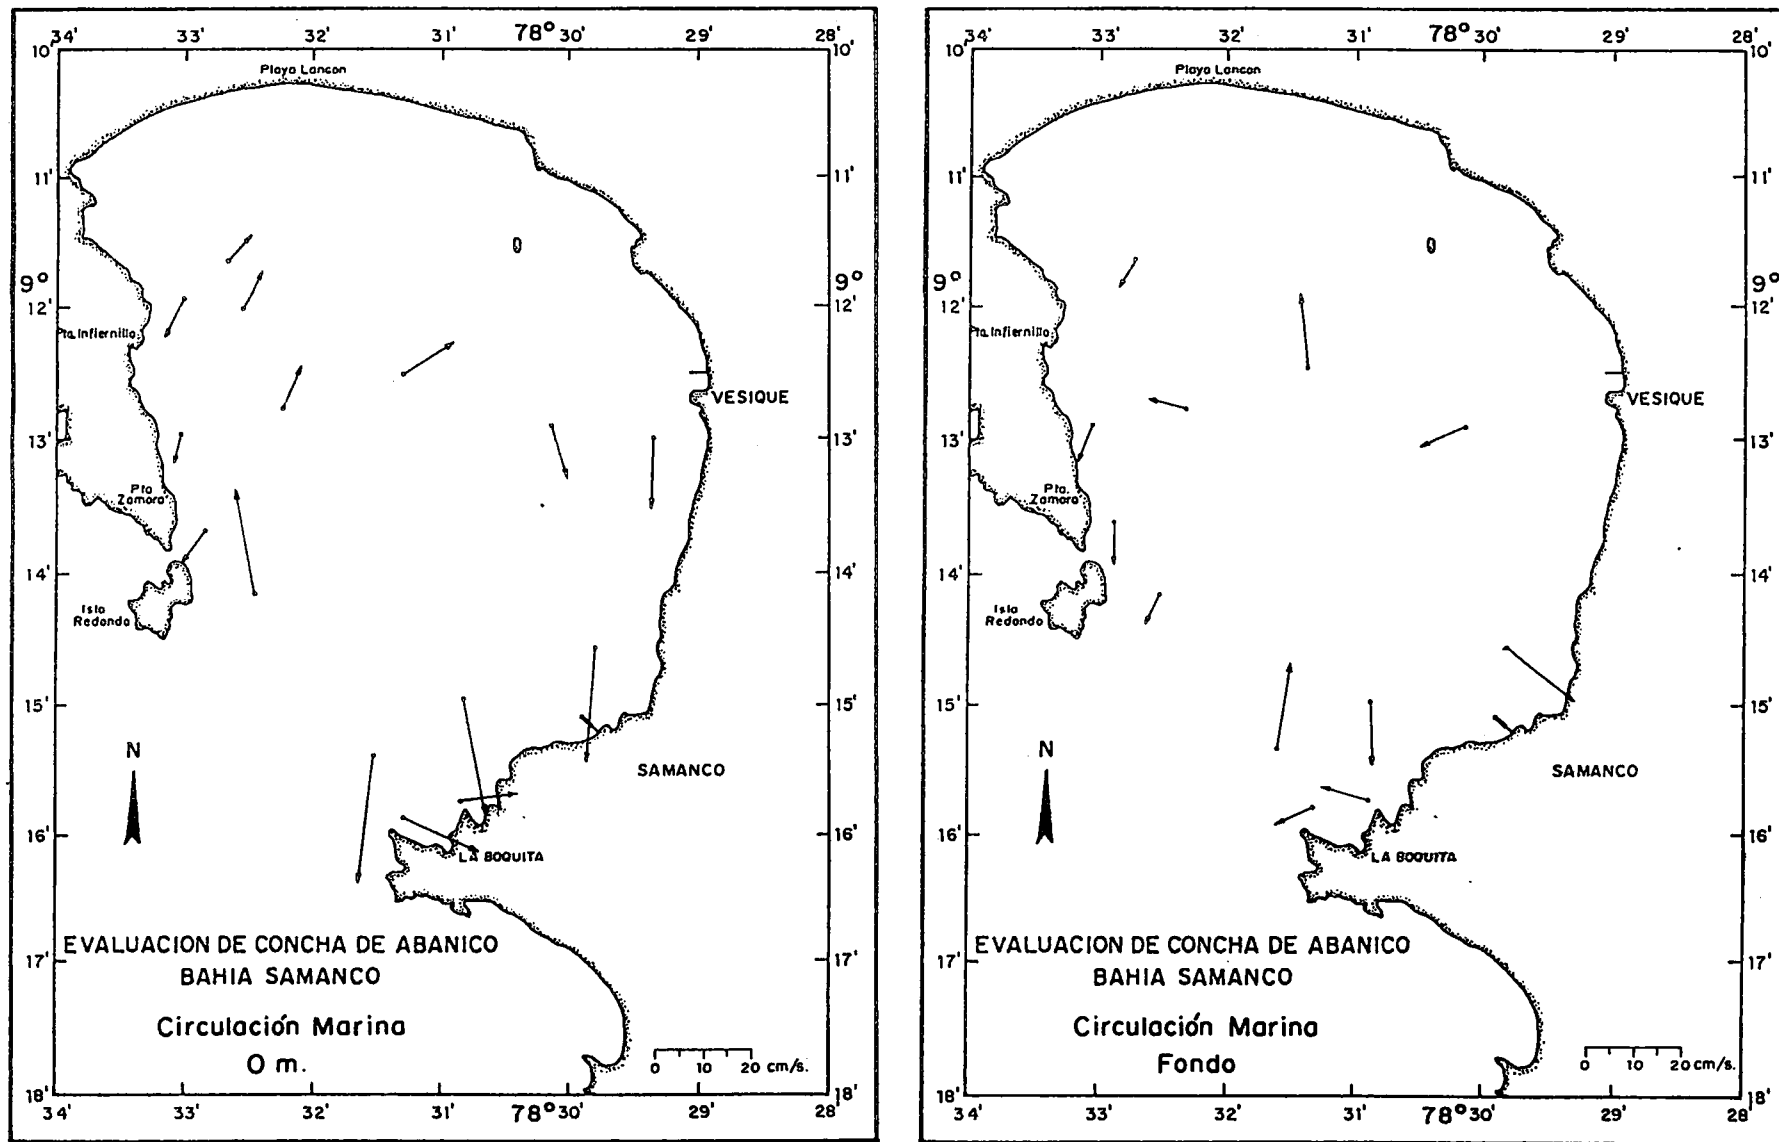 34' 33' 32' 31' 78° 30' 29' 28'
10' 10'
Playa Lancon
11' 11'
9° 9°
12' 12'
Pta. Infiernillo
VESIQUE
13' 13'
Pta.
Zamora
14' 14'
Isla
Redonda
15' 15'
N
SAMANCO
16' 16'
LA BOQUITA
EVALUACION DE CONCHA DE ABANICO
17' 17'
BAHIA SAMANCO
Circulación Marina
0 m.
0 10 20 cm/s.
18' 18'
34' 33' 32' 31' 78° 30' 29' 28'
34' 33' 32' 31' 78° 30' 29' 28'
10' 10'
Playa Lancon
11' 11'
9° 9°
12' 12'
Pta. Infiernillo
VESIQUE
13' 13'
Pta.
Zamora
14' 14'
Isla
Redonda
15' 15'
N
SAMANCO
16' 16'
LA BOQUITA
EVALUACION DE CONCHA DE ABANICO
17' 17'
BAHIA SAMANCO
Circulación Marina
Fondo
0 10 20 cm/s.
18' 18'
34' 33' 32' 31' 78° 30' 29' 28'